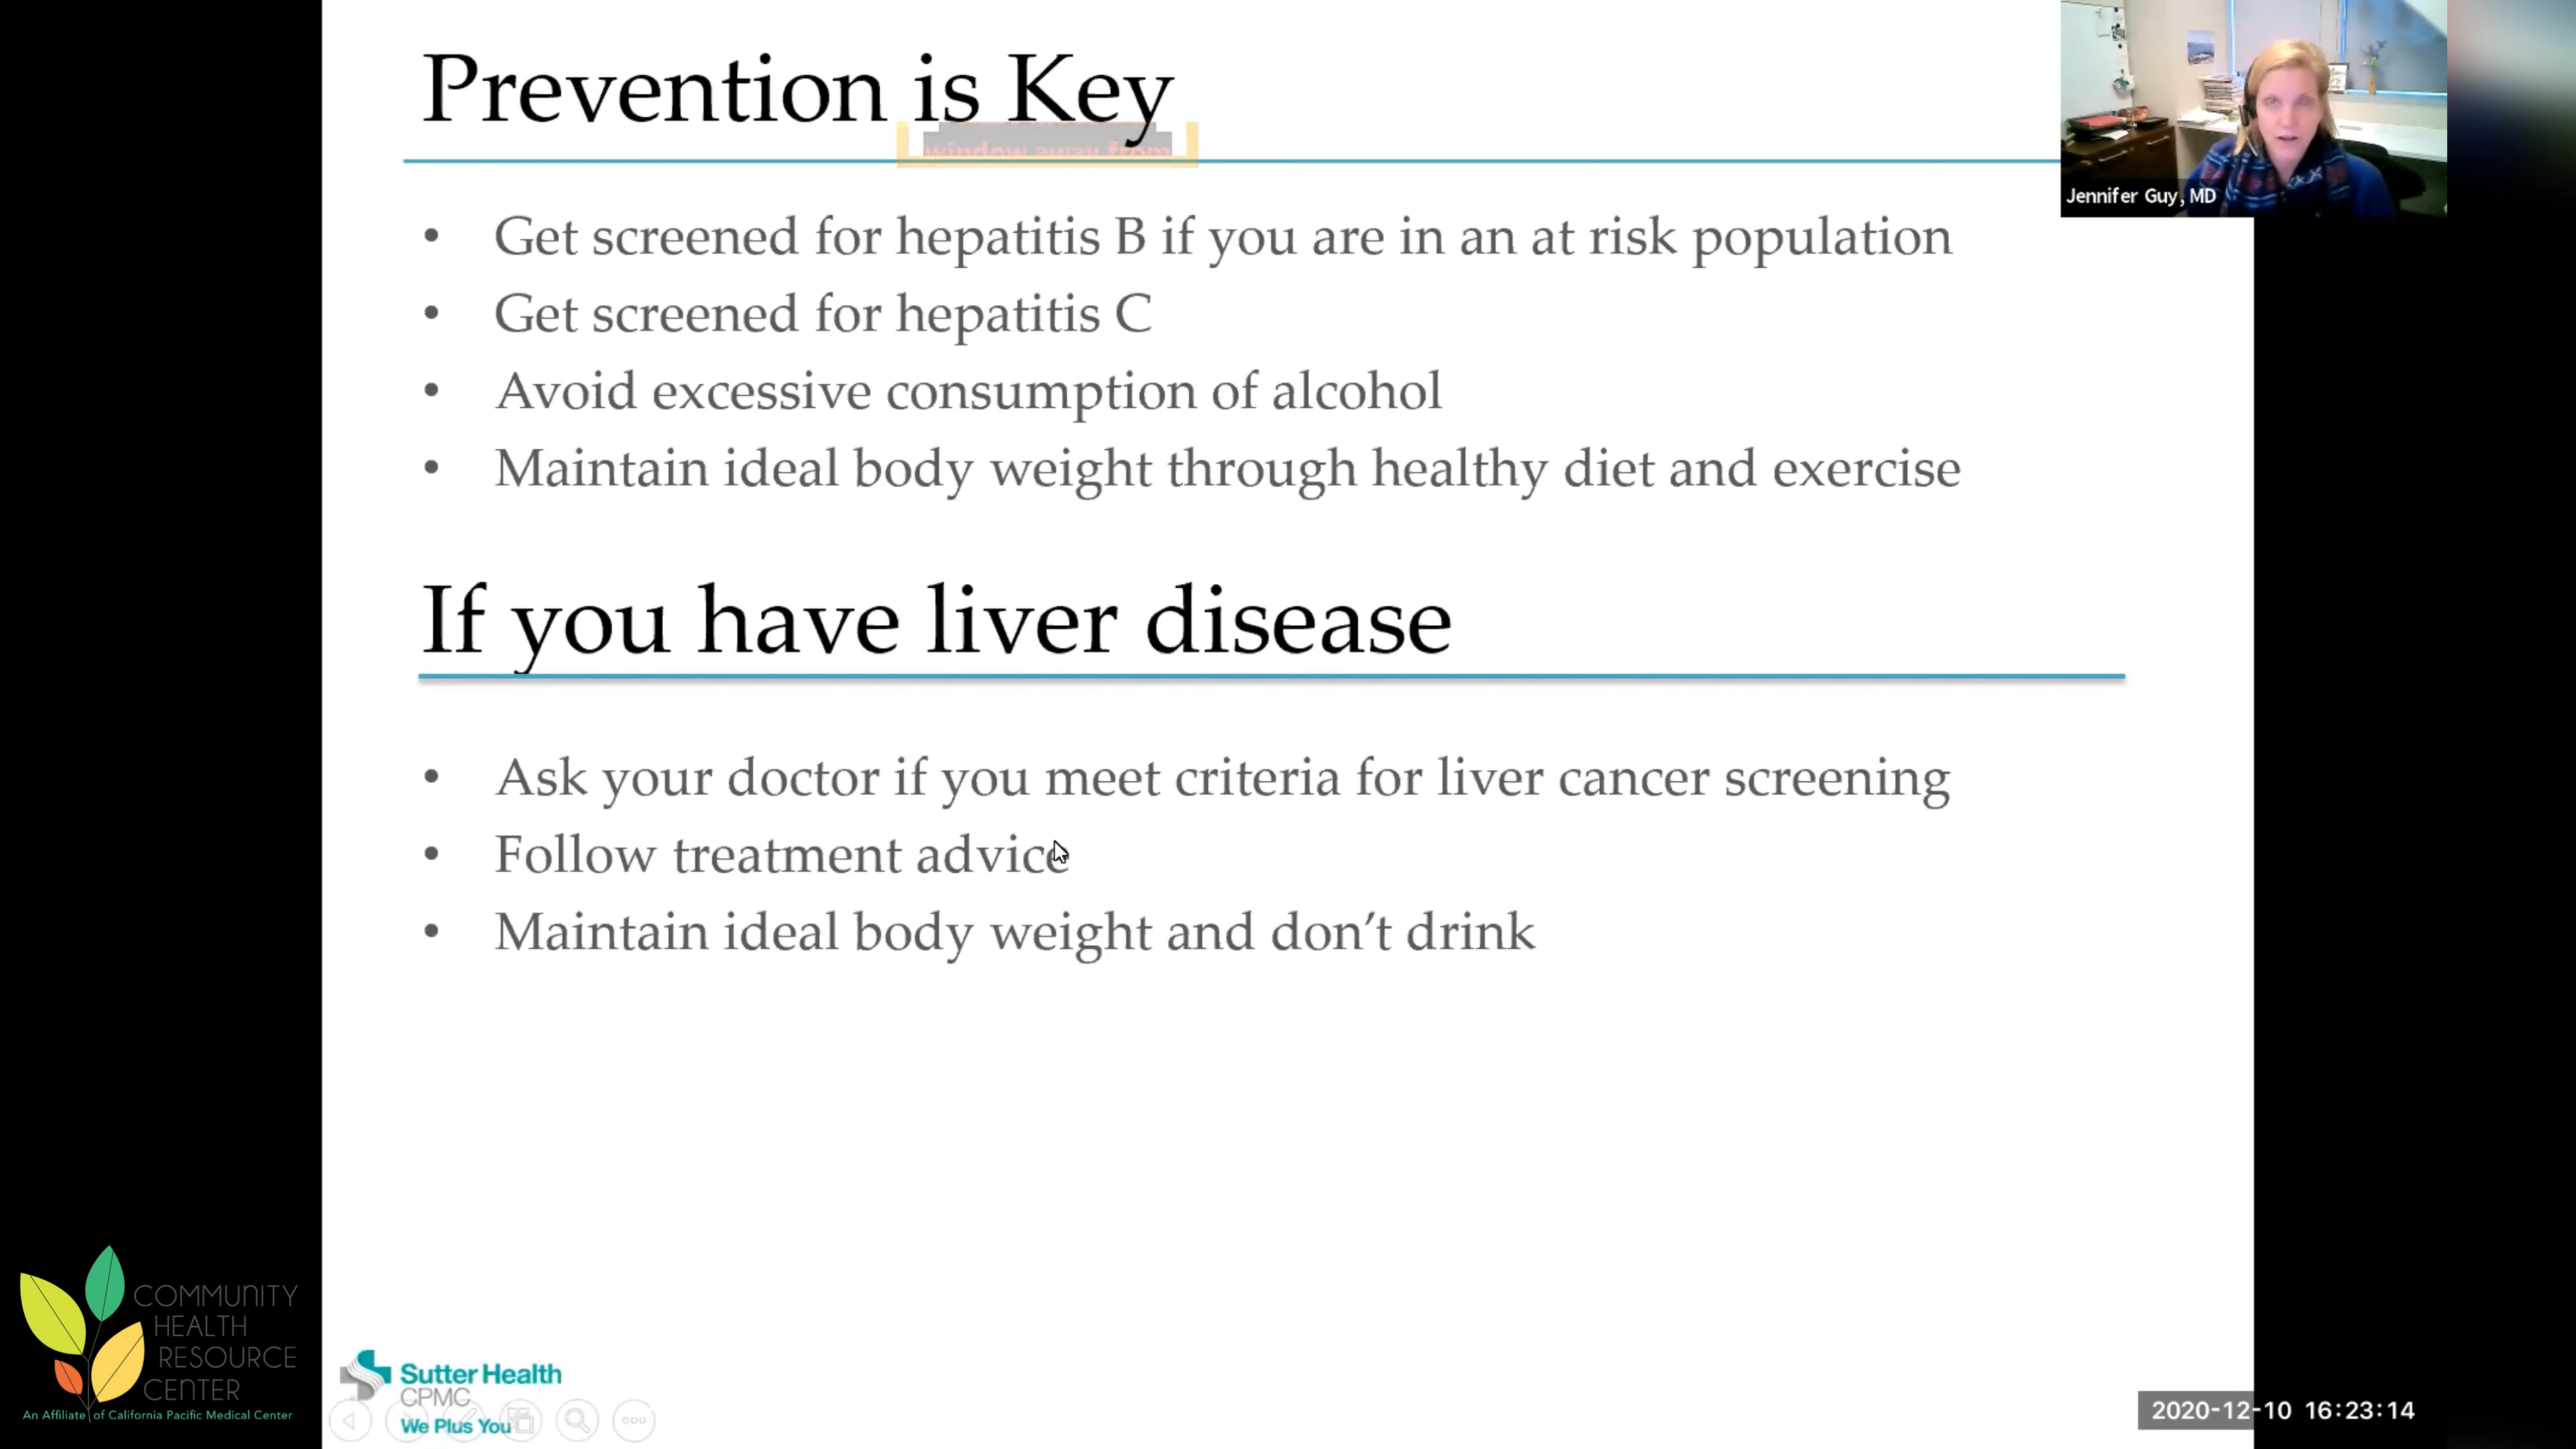 Prevention is Key
window away from
Jennifer Guy, MD
• Get screened for hepatitis B if you are in an at risk population
• Get screened for hepatitis C
• Avoid excessive consumption of alcohol
• Maintain ideal body weight through healthy diet and exercise
If you have liver disease
• Ask your doctor if you meet criteria for liver cancer screening
• Follow treatment advice
• Maintain ideal body weight and don’t drink
COMMUNITY
HEALTH
RESOURCE
CENTER
An Affiliate of California Pacific Medical Center
Sutter Health
CPMC
We Plus You
2020-12-10 16:23:14